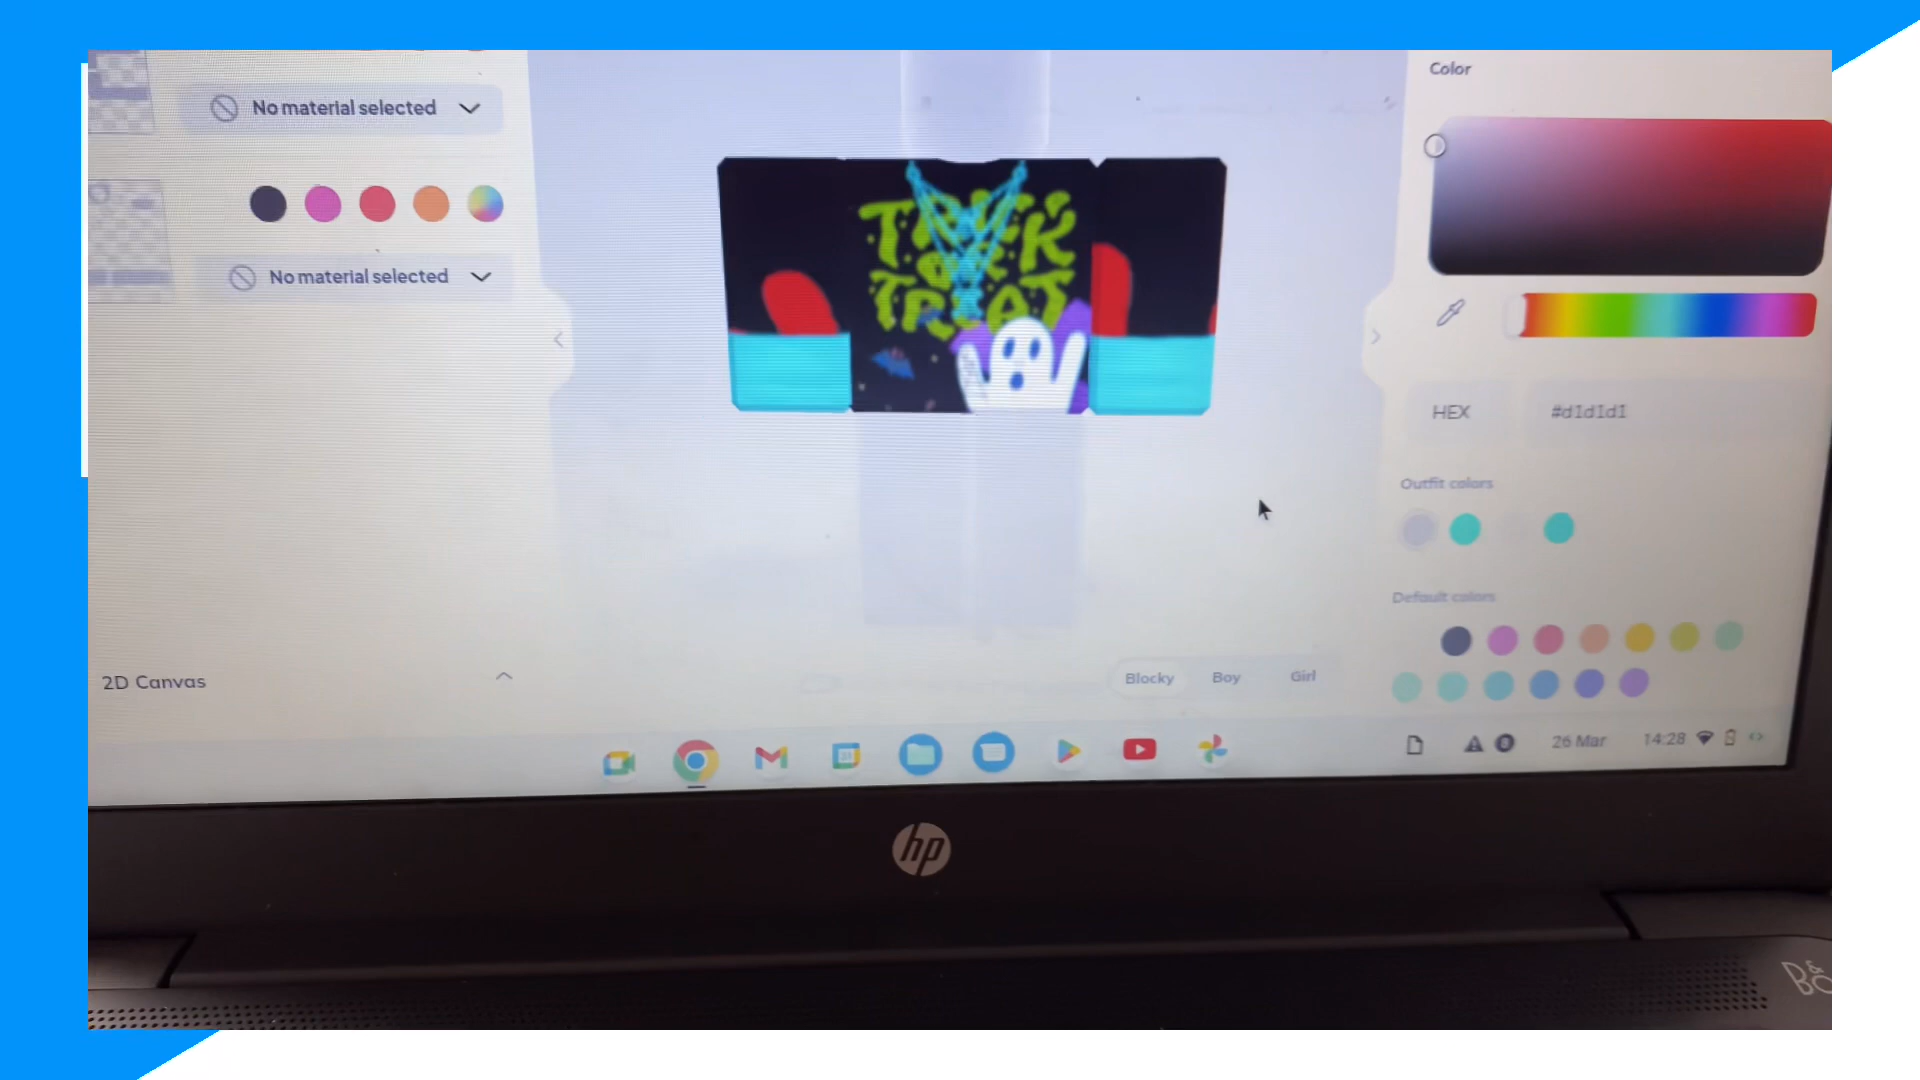 Color
No material selected
No material selected
TRICK
OR
TREAT
HEX #d1d1d1
Outfit colors
Default colors
2D Canvas
Blocky Boy Girl
31
26 Mar 14:28
hp
B&O